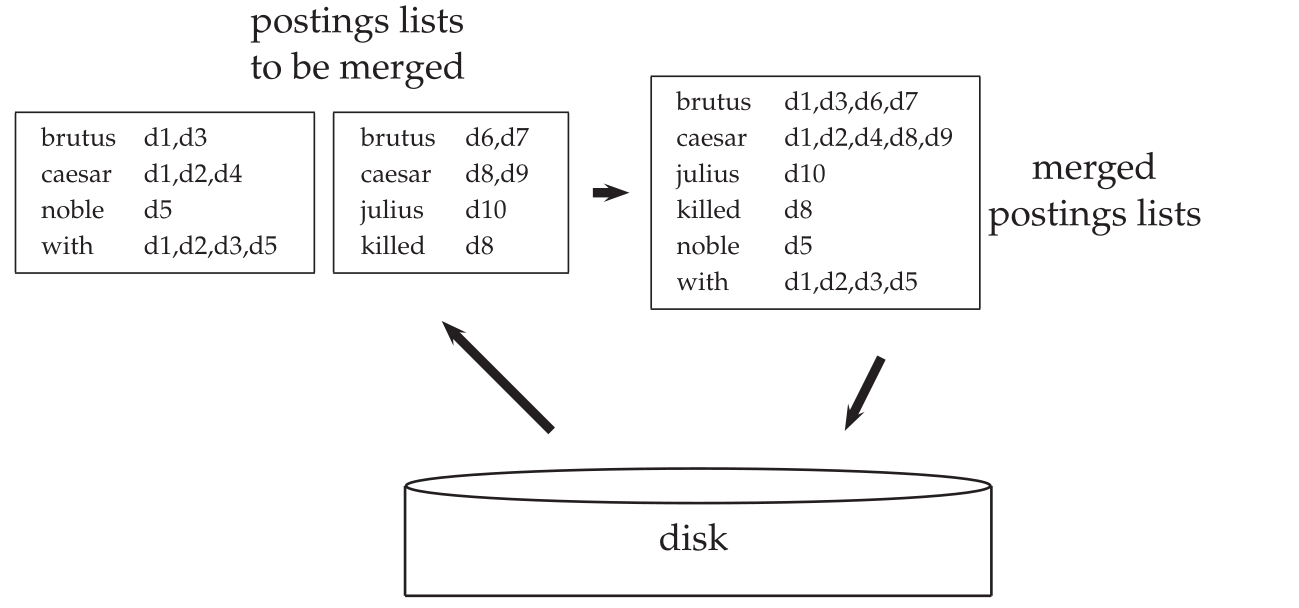 postings lists
to be merged
brutus d1,d3
caesar d1,d2,d4
noble d5
with d1,d2,d3,d5
brutus d6,d7
caesar d8,d9
julius d10
killed d8
brutus d1,d3,d6,d7
caesar d1,d2,d4,d8,d9
julius d10
killed d8
noble d5
with d1,d2,d3,d5
merged
postings lists
disk